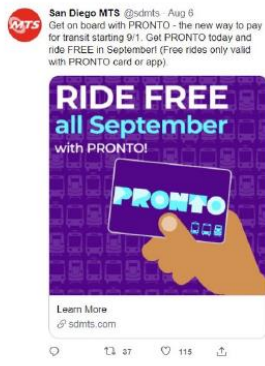 MTS
San Diego MTS @sdmts · Aug 6
Get on board with PRONTO - the new way to pay
for transit starting 9/1. Get PRONTO today and
ride FREE in September! (Free rides only valid
with PRONTO card or app).
RIDE FREE
all September
with PRONTO!
PRONTO
Learn More
sdmts.com
37 115